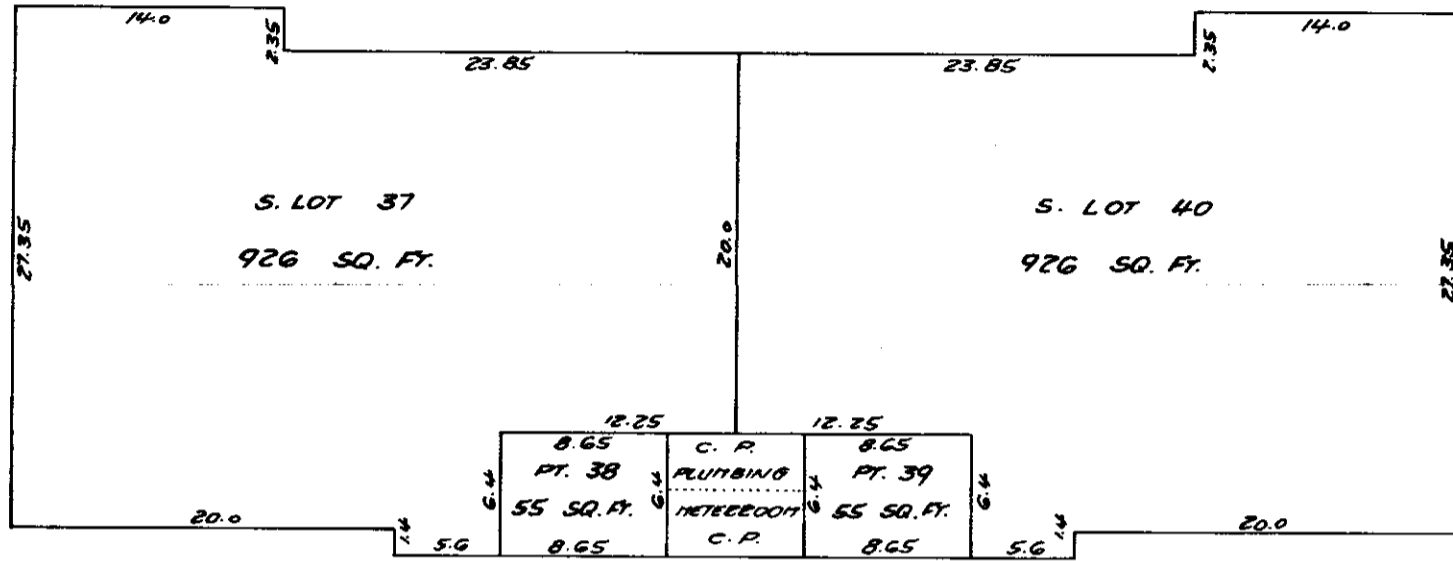 14.0
14.0
2.35
2.35
23.85
23.85
S. LOT 37
S. LOT 40
926 SQ. FT.
926 SQ. FT.
27.35
20.0
27.35
12.25
12.25
8.65
C. P.
8.65
PT. 38
PLUMBING
PT. 39
6.4
6.4
6.4
6.4
55 SQ. FT.
METERROOM
55 SQ. FT.
C. P.
20.0
20.0
1.4
1.4
5.6
8.65
8.65
5.6